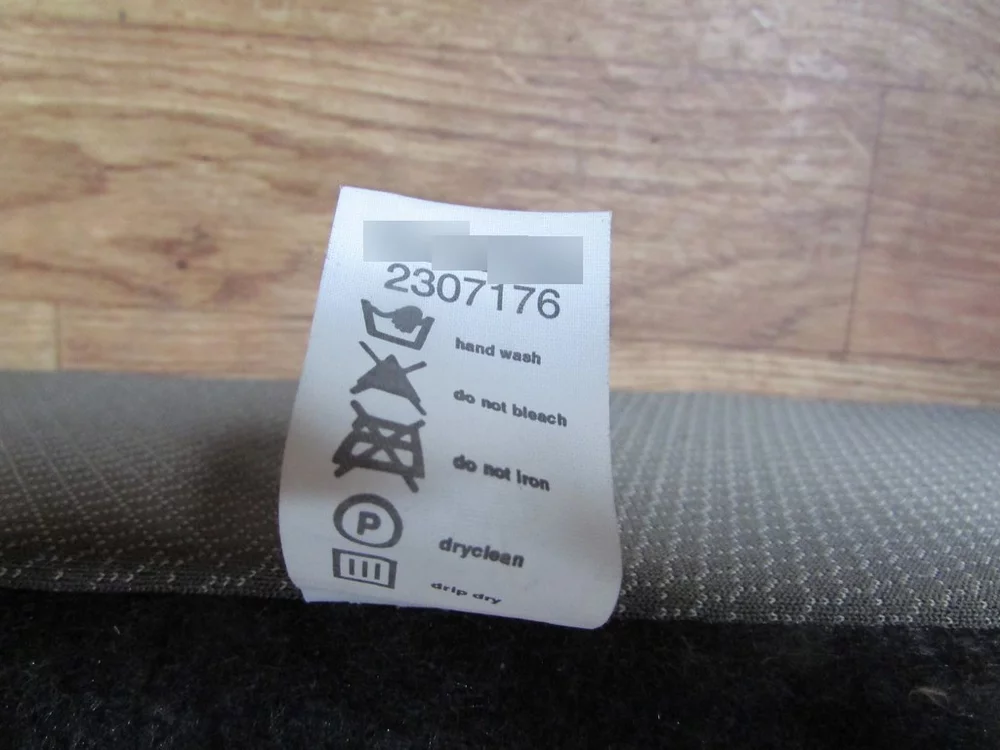 2307176
hand wash
do not bleach
do not iron
P
dryclean
drip dry